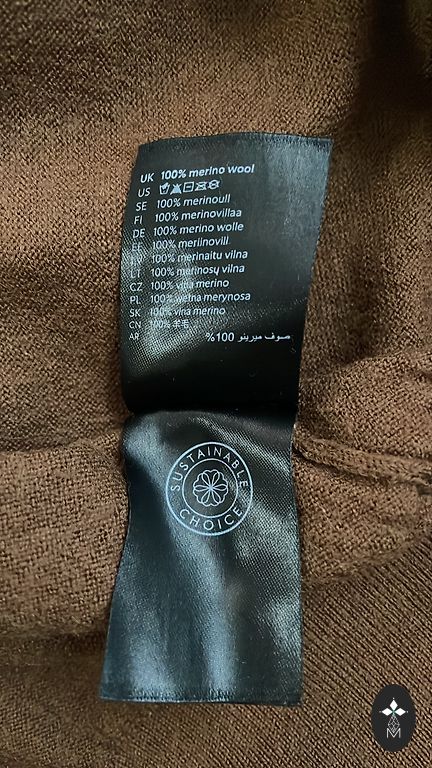 UK 100% merino wool
US
SE 100% merinoull
FI 100% merinovillaa
DE 100% merino wolle
EE 100% meriinovill
100% merinaitu vilna
LT 100% merinosų vilna
CZ 100% vlna merino
PL 100% wełna merynosa
SK 100% vlna merino
CN 100% 羊毛
AR صوف ميرينو 100%
SUSTAINABLE
CHOICE